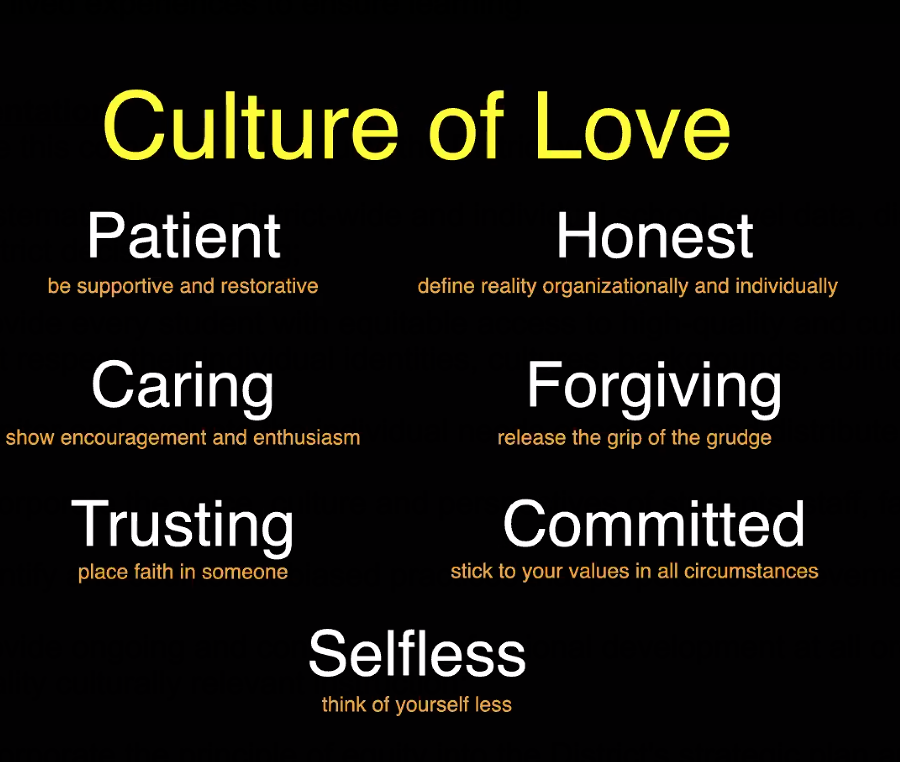 Culture of Love
Patient
be supportive and restorative
Honest
define reality organizationally and individually
Caring
show encouragement and enthusiasm
Forgiving
release the grip of the grudge
Trusting
place faith in someone
Committed
stick to your values in all circumstances
Selfless
think of yourself less